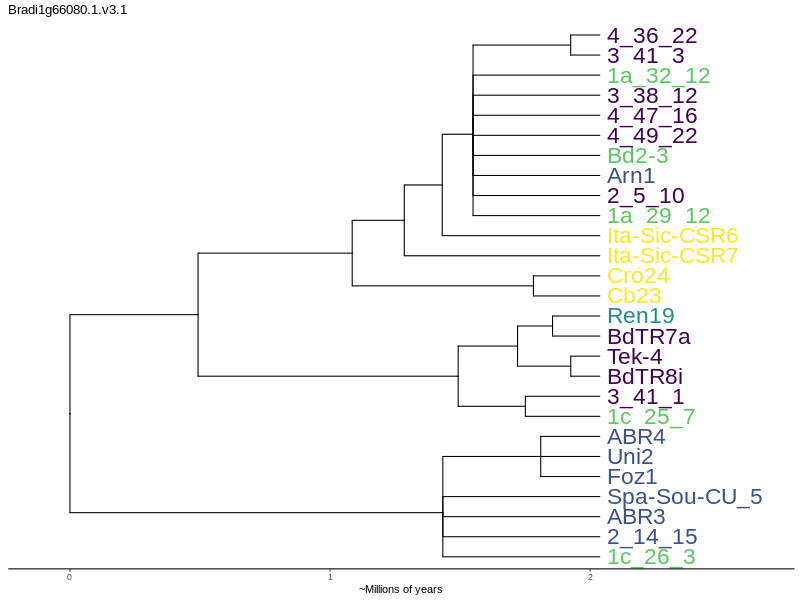 Bradi1g66080.1.v3.1
4_36_22
3_41_3
1a_32_12
3_38_12
4_47_16
4_49_22
Bd2-3
Arn1
2_5_10
1a_29_12
Ita-Sic-CSR6
Ita-Sic-CSR7
Cro24
Cb23
Ren19
BdTR7a
Tek-4
BdTR8i
3_41_1
1c_25_7
ABR4
Uni2
Foz1
Spa-Sou-CU_5
ABR3
2_14_15
1c_26_3
0 1 2
~Millions of years